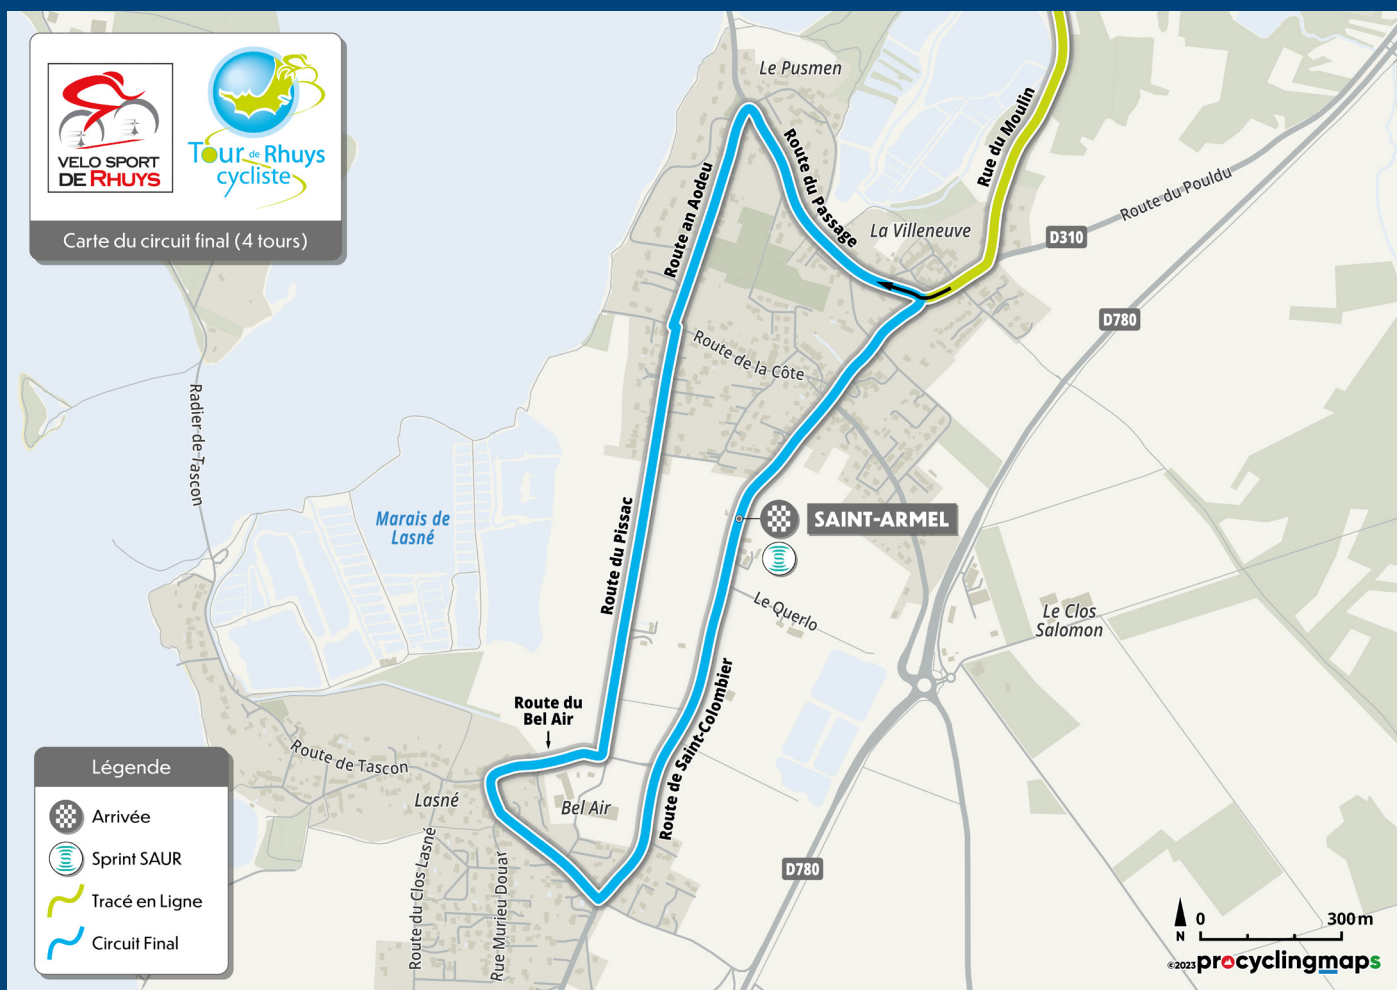 VELO SPORT
DE RHUYS
Tour de Rhuys
cycliste
Carte du circuit final (4 tours)
Le Pusmen
Route du Passage
Rue du Moulin
Route du Pouldu
La Villeneuve
D310
Route an Aodeu
D780
Route de la Côte
Radier de Tascon
Marais de
Lasné
Route du Pissac
SAINT-ARMEL
Le Querlo
Le Clos
Salomon
Route du
Bel Air
Route de Saint-Colombier
Route de Tascon
Lasné
Bel Air
Route du Clos Lasné
Rue Murieu Douar
D780
Légende
Arrivée
Sprint SAUR
Tracé en Ligne
Circuit Final
N
0 300 m
©2023 procyclingmaps